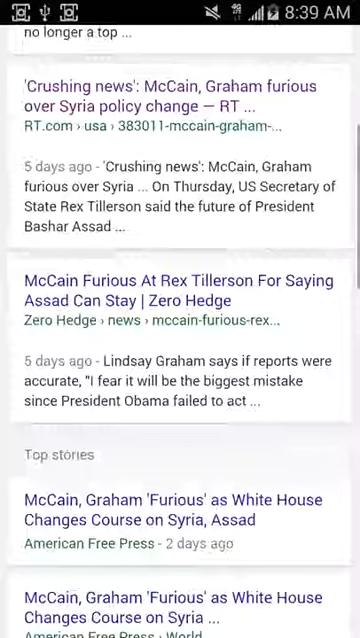 8:39 AM
no longer a top ...
'Crushing news': McCain, Graham furious
over Syria policy change — RT ...
RT.com › usa › 383011-mccain-graham-...
5 days ago - 'Crushing news': McCain, Graham
furious over Syria ... On Thursday, US Secretary of
State Rex Tillerson said the future of President
Bashar Assad ...
McCain Furious At Rex Tillerson For Saying
Assad Can Stay | Zero Hedge
Zero Hedge › news › mccain-furious-rex...
5 days ago - Lindsay Graham says if reports were
accurate, "I fear it will be the biggest mistake
since President Obama failed to act ...
Top stories
McCain, Graham 'Furious' as White House
Changes Course on Syria, Assad
American Free Press - 2 days ago
McCain, Graham 'Furious' as White House
Changes Course on Syria ...
American Free Press › World